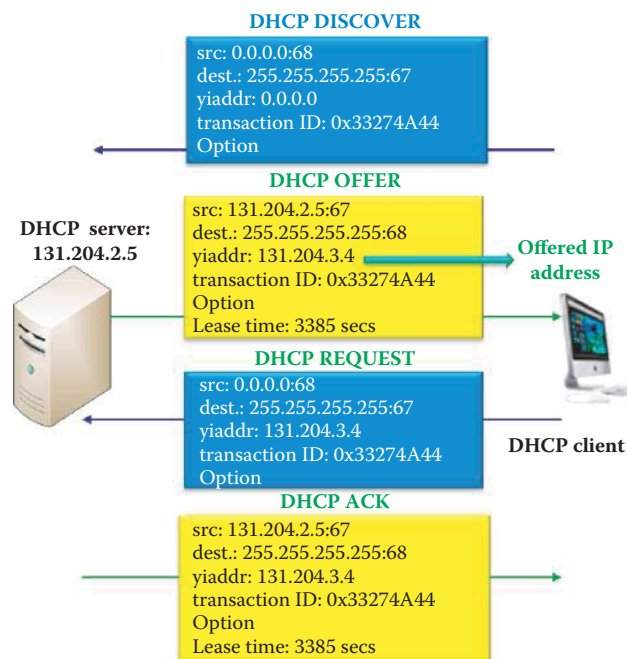 DHCP DISCOVER
src: 0.0.0.0:68
dest.: 255.255.255.255:67
yiaddr: 0.0.0.0
transaction ID: 0x33274A44
Option
DHCP OFFER
DHCP server:
131.204.2.5
src: 131.204.2.5:67
dest.: 255.255.255.255:68
yiaddr: 131.204.3.4
transaction ID: 0x33274A44
Option
Lease time: 3385 secs
Offered IP
address
DHCP REQUEST
src: 0.0.0.0:68
dest.: 255.255.255.255:67
yiaddr: 131.204.3.4
transaction ID: 0x33274A44
Option
DHCP client
DHCP ACK
src: 131.204.2.5:67
dest.: 255.255.255.255:68
yiaddr: 131.204.3.4
transaction ID: 0x33274A44
Option
Lease time: 3385 secs